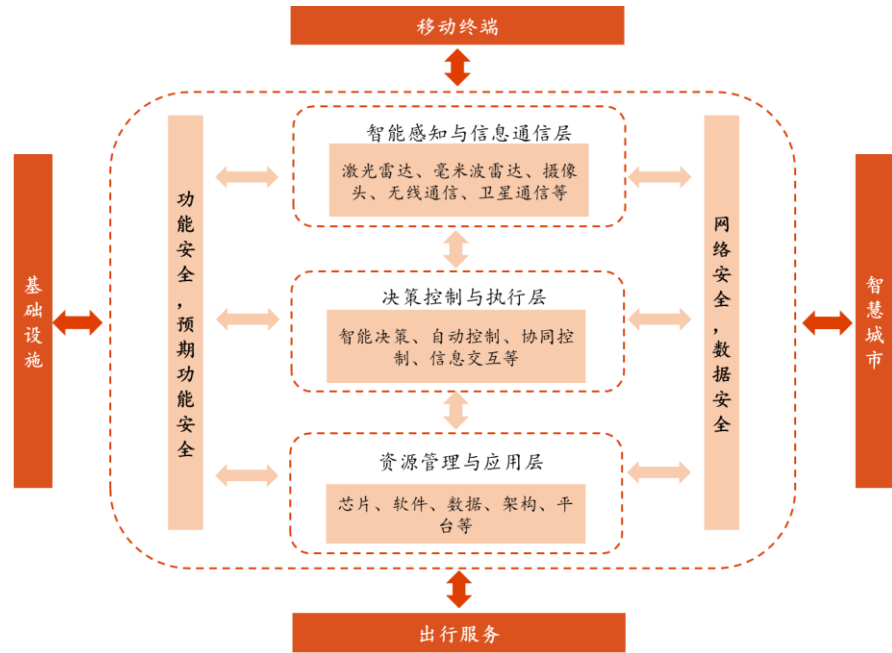 移动终端
智能感知与信息通信层
激光雷达、毫米波雷达、摄像
头、无线通信、卫星通信等
功能安全，预期功能安全
网络安全，数据安全
基础设施
智慧城市
决策控制与执行层
智能决策、自动控制、协同控
制、信息交互等
资源管理与应用层
芯片、软件、数据、架构、平
台等
出行服务